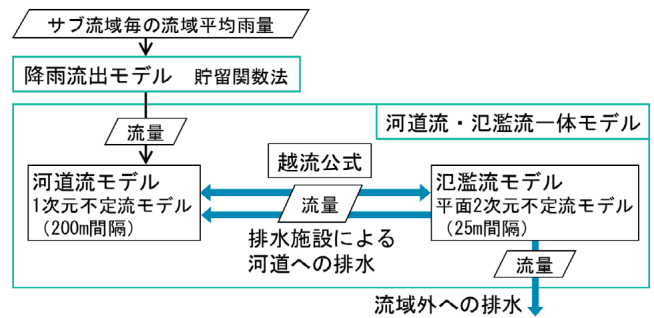 サブ流域毎の流域平均雨量
降雨流出モデル 貯留関数法
流量
河道流・氾濫流一体モデル
越流公式
河道流モデル
1次元不定流モデル
（200m間隔）
流量
氾濫流モデル
平面2次元不定流モデル
（25m間隔）
排水施設による
河道への排水
流量
流域外への排水